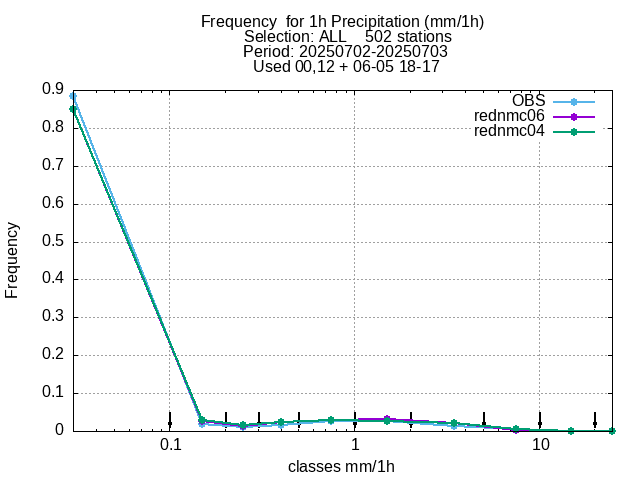 Frequency  for 1h Precipitation (mm/1h)
Selection: ALL    502 stations
Period: 20250702-20250703
Used 00,12 + 06-05 18-17
OBS
rednmc06
rednmc04
0.9
0.8
0.7
0.6
0.5
0.4
0.3
0.2
0.1
0
Frequency
0.1 1 10
classes mm/1h